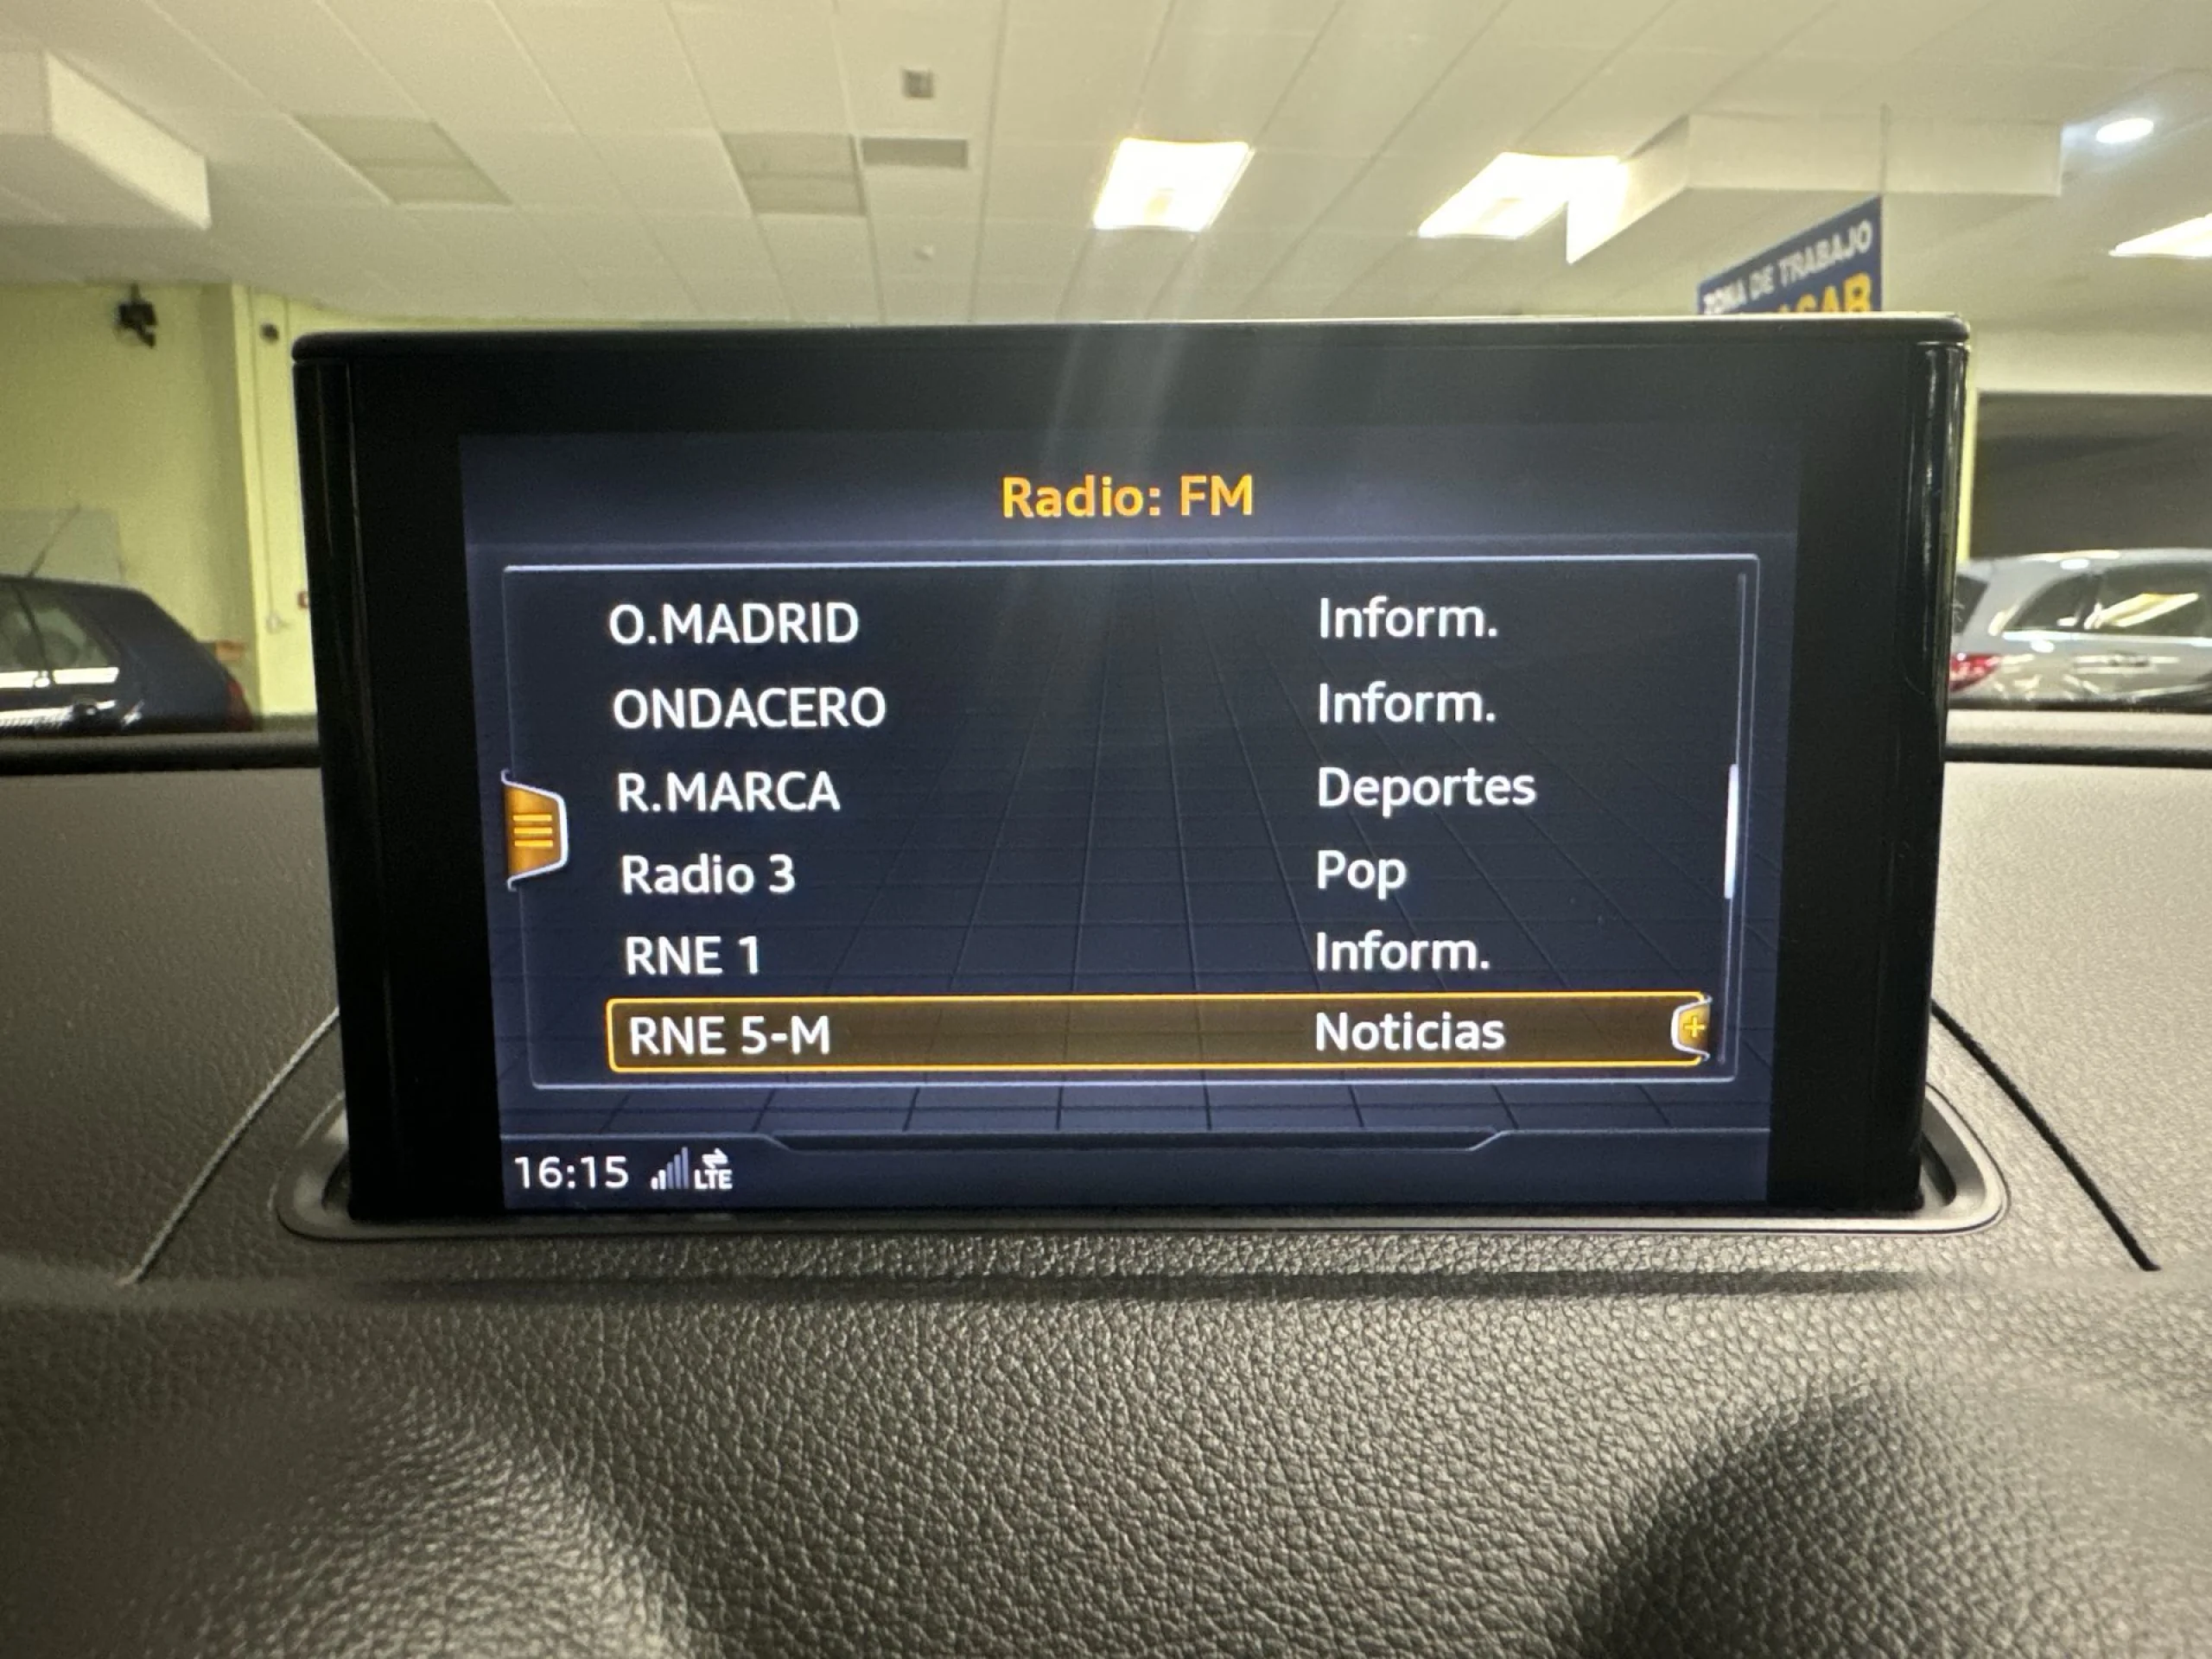 ZONA DE TRABAJO
Radio: FM
O.MADRID Inform.
ONDACERO Inform.
R.MARCA Deportes
Radio 3 Pop
RNE 1 Inform.
RNE 5-M Noticias
16:15 LTE